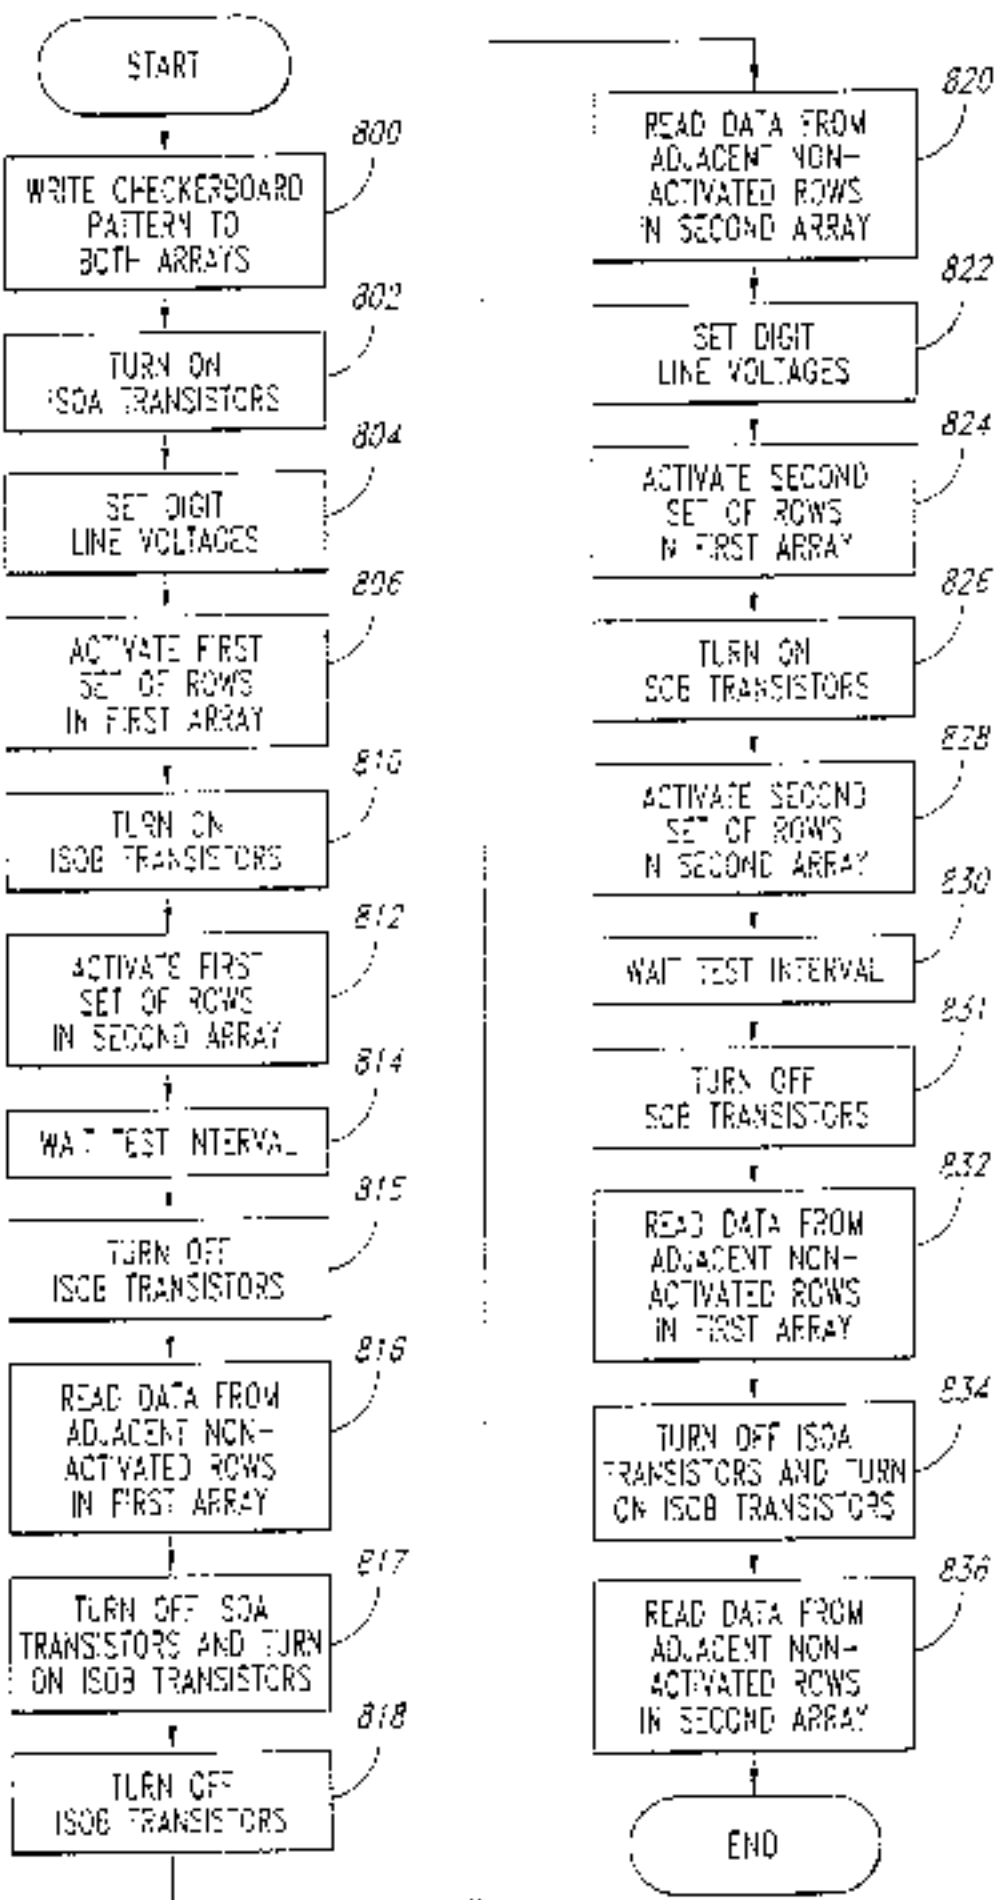 START
800
WRITE CHECKERBOARD
PATTERN TO
BOTH ARRAYS
802
TURN ON
ISOA TRANSISTORS
804
SET DIGIT
LINE VOLTAGES
806
ACTIVATE FIRST
SET OF ROWS
IN FIRST ARRAY
810
TURN ON
ISOB TRANSISTORS
812
ACTIVATE FIRST
SET OF ROWS
IN SECOND ARRAY
814
WAIT TEST INTERVAL
815
TURN OFF
ISOB TRANSISTORS
816
READ DATA FROM
ADJACENT NON-
ACTIVATED ROWS
IN FIRST ARRAY
817
TURN OFF ISOA
TRANSISTORS AND TURN
ON ISOB TRANSISTORS
818
TURN OFF
ISOB TRANSISTORS
820
READ DATA FROM
ADJACENT NON-
ACTIVATED ROWS
IN SECOND ARRAY
822
SET DIGIT
LINE VOLTAGES
824
ACTIVATE SECOND
SET OF ROWS
IN FIRST ARRAY
826
TURN ON
ISOB TRANSISTORS
828
ACTIVATE SECOND
SET OF ROWS
IN SECOND ARRAY
830
WAIT TEST INTERVAL
831
TURN OFF
ISOB TRANSISTORS
832
READ DATA FROM
ADJACENT NON-
ACTIVATED ROWS
IN FIRST ARRAY
834
TURN OFF ISOA
TRANSISTORS AND TURN
ON ISOB TRANSISTORS
836
READ DATA FROM
ADJACENT NON-
ACTIVATED ROWS
IN SECOND ARRAY
END